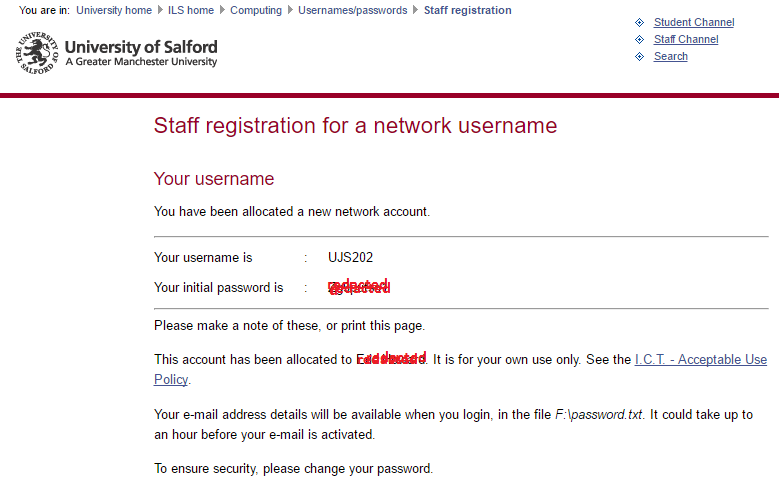 You are in: University home ILS home Computing Usernames/passwords Staff registration
Student Channel
Staff Channel
Search
THE UNIVERSITY OF SALFORD
University of Salford
A Greater Manchester University
Staff registration for a network username
Your username
You have been allocated a new network account.
Your username is : UJS202
Your initial password is : redacted
Please make a note of these, or print this page.
This account has been allocated to redacted. It is for your own use only. See the I.C.T. - Acceptable Use
Policy.
Your e-mail address details will be available when you login, in the file F:\password.txt. It could take up to
an hour before your e-mail is activated.
To ensure security, please change your password.